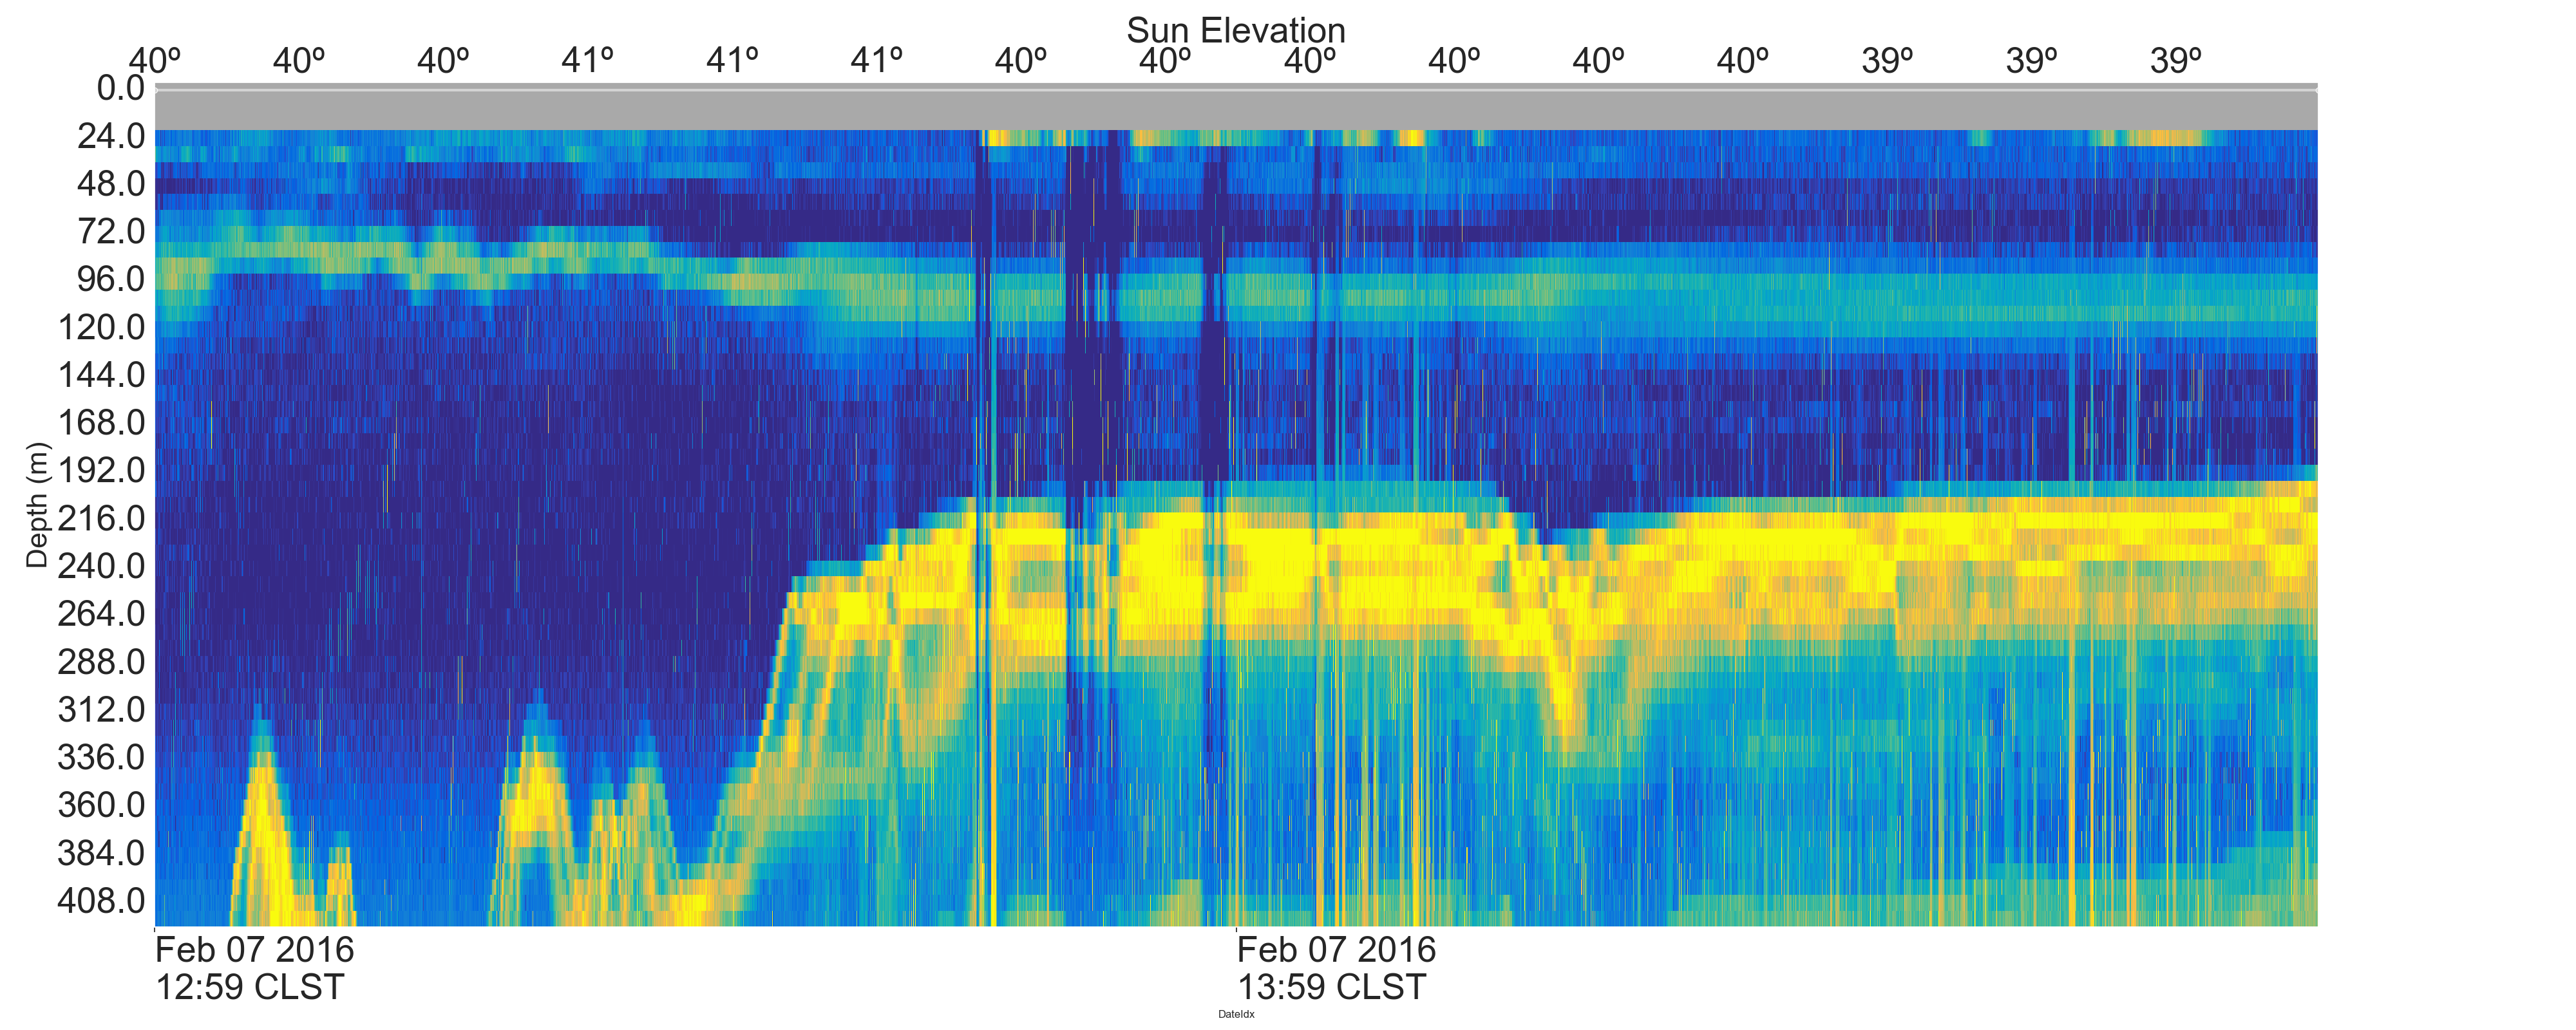 Sun Elevation
40º 40º 40º 41º 41º 41º 40º 40º 40º 40º 40º 40º 39º 39º 39º
0.0
24.0
48.0
72.0
96.0
120.0
144.0
168.0
192.0
216.0
240.0
264.0
288.0
312.0
336.0
360.0
384.0
408.0
Depth (m)
Feb 07 2016
12:59 CLST
Feb 07 2016
13:59 CLST
DateIdx